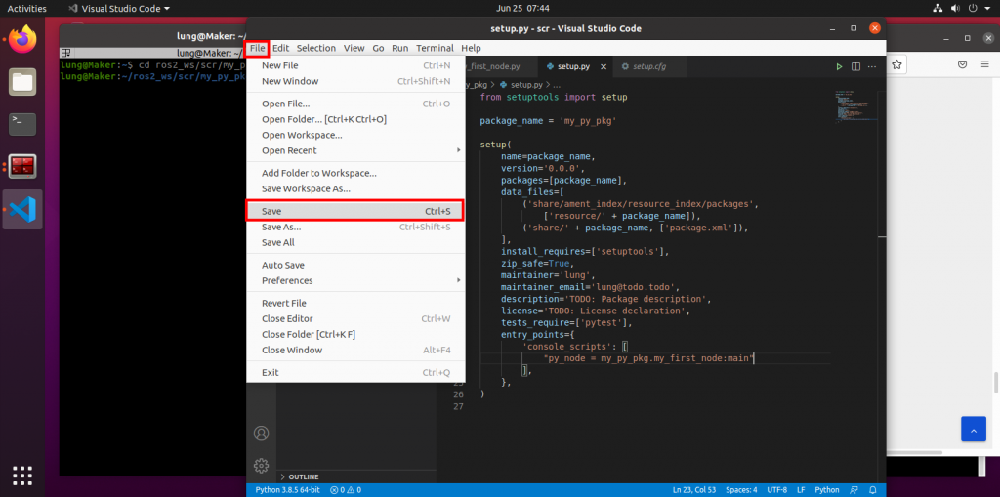 Activities
Visual Studio Code
Jun 25 07:44
lung@Maker:
lung@Maker:~
lung@Maker:~$ cd ros2_ws/scr/my_p
lung@Maker:~/ros2_ws/scr/my_py_pk
setup.py - scr - Visual Studio Code
File Edit Selection View Go Run Terminal Help
New File Ctrl+N
New Window Ctrl+Shift+N
Open File... Ctrl+O
Open Folder... [Ctrl+K Ctrl+O]
Open Workspace...
Open Recent
Add Folder to Workspace...
Save Workspace As...
Save Ctrl+S
Save As... Ctrl+Shift+S
Save All
Auto Save
Preferences
Revert File
Close Editor Ctrl+W
Close Folder [Ctrl+K F]
Close Window Alt+F4
Exit Ctrl+Q
_first_node.py
setup.py
setup.cfg
y_pkg > setup.py > ...
from setuptools import setup
package_name = 'my_py_pkg'
setup(
name=package_name,
version='0.0.0',
packages=[package_name],
data_files=[
('share/ament_index/resource_index/packages',
['resource/' + package_name]),
('share/' + package_name, ['package.xml']),
],
install_requires=['setuptools'],
zip_safe=True,
maintainer='lung',
maintainer_email='lung@todo.todo',
description='TODO: Package description',
license='TODO: License declaration',
tests_require=['pytest'],
entry_points={
'console_scripts': [
"py_node = my_py_pkg.my_first_node:main"
],
25 },
26 )
27
OUTLINE
Python 3.8.5 64-bit 0 0 Ln 23, Col 53 Spaces: 4 UTF-8 LF Python